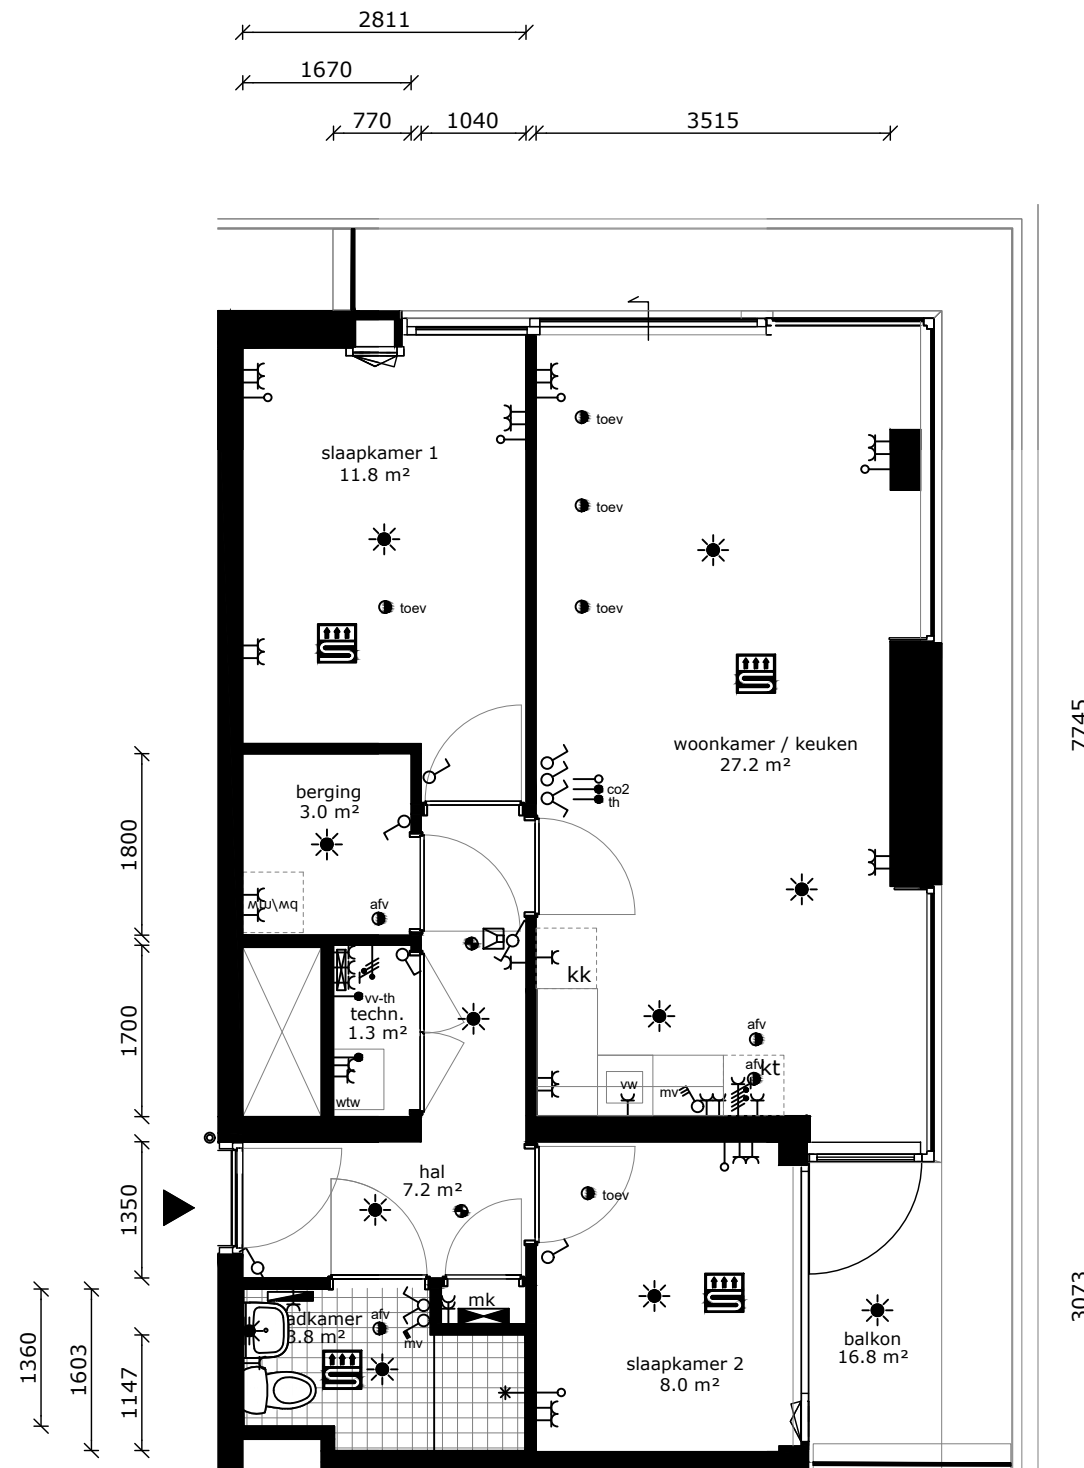 2811
1670
770
1040
3515
slaapkamer 1
11.8 m²
toev
toev
toev
toev
woonkamer / keuken
27.2 m²
7745
berging
3.0 m²
co2
th
1800
bw\mw
afv
kk
vv-th
techn.
1.3 m²
1700
wtw
afv
afv
kt
vw
mv
hal
7.2 m²
toev
1350
mk
adkamer
3.8 m²
afv
mv
slaapkamer 2
8.0 m²
balkon
16.8 m²
3073
1360
1603
1147